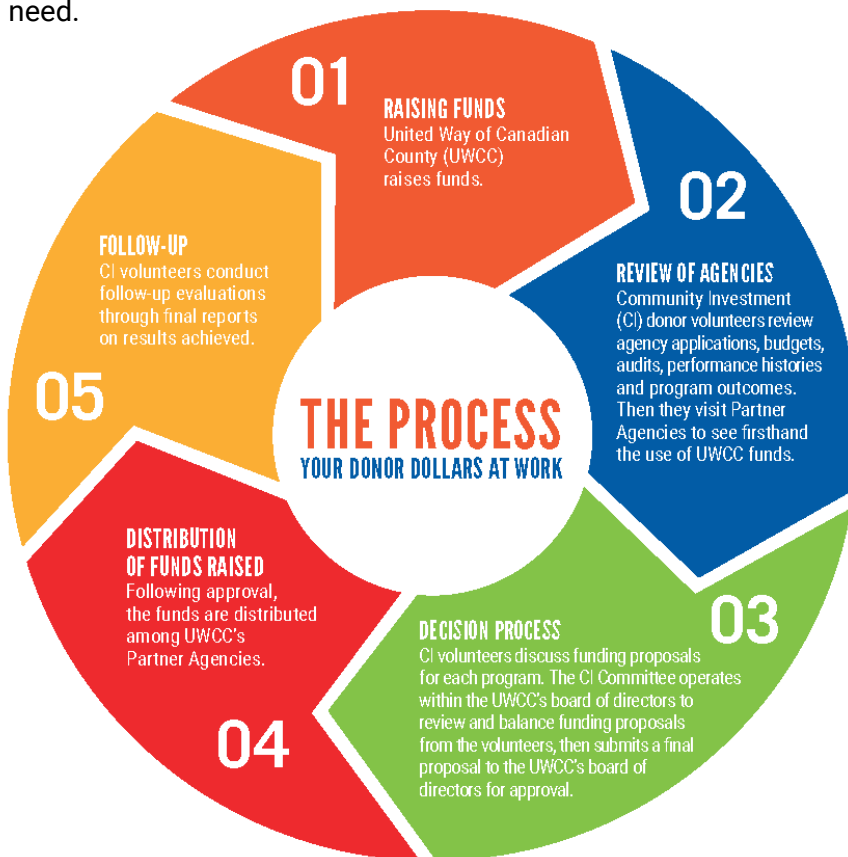 need.
01
RAISING FUNDS
United Way of Canadian
County (UWCC)
raises funds.
02
REVIEW OF AGENCIES
Community Investment
(CI) donor volunteers review
agency applications, budgets,
audits, performance histories
and program outcomes.
Then they visit Partner
Agencies to see firsthand
the use of UWCC funds.
03
DECISION PROCESS
CI volunteers discuss funding proposals
for each program. The CI Committee operates
within the UWCC's board of directors to
review and balance funding proposals
from the volunteers, then submits a final
proposal to the UWCC's board of
directors for approval.
04
DISTRIBUTION
OF FUNDS RAISED
Following approval,
the funds are distributed
among UWCC's
Partner Agencies.
05
FOLLOW-UP
CI volunteers conduct
follow-up evaluations
through final reports
on results achieved.
THE PROCESS
YOUR DONOR DOLLARS AT WORK